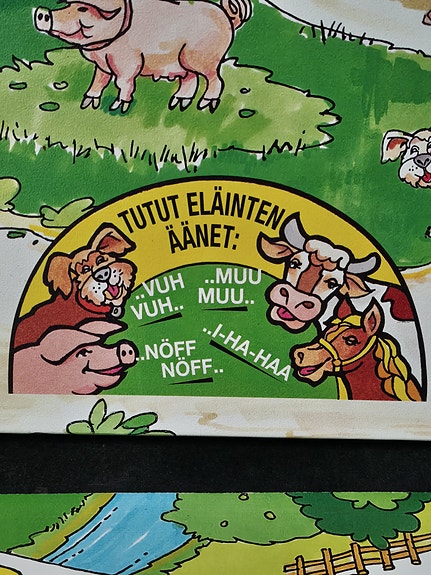 TUTUT ELÄINTEN
ÄÄNET:
..VUH
VUH..
..MUU
MUU..
..NÖFF
NÖFF..
..I-HA-HAA